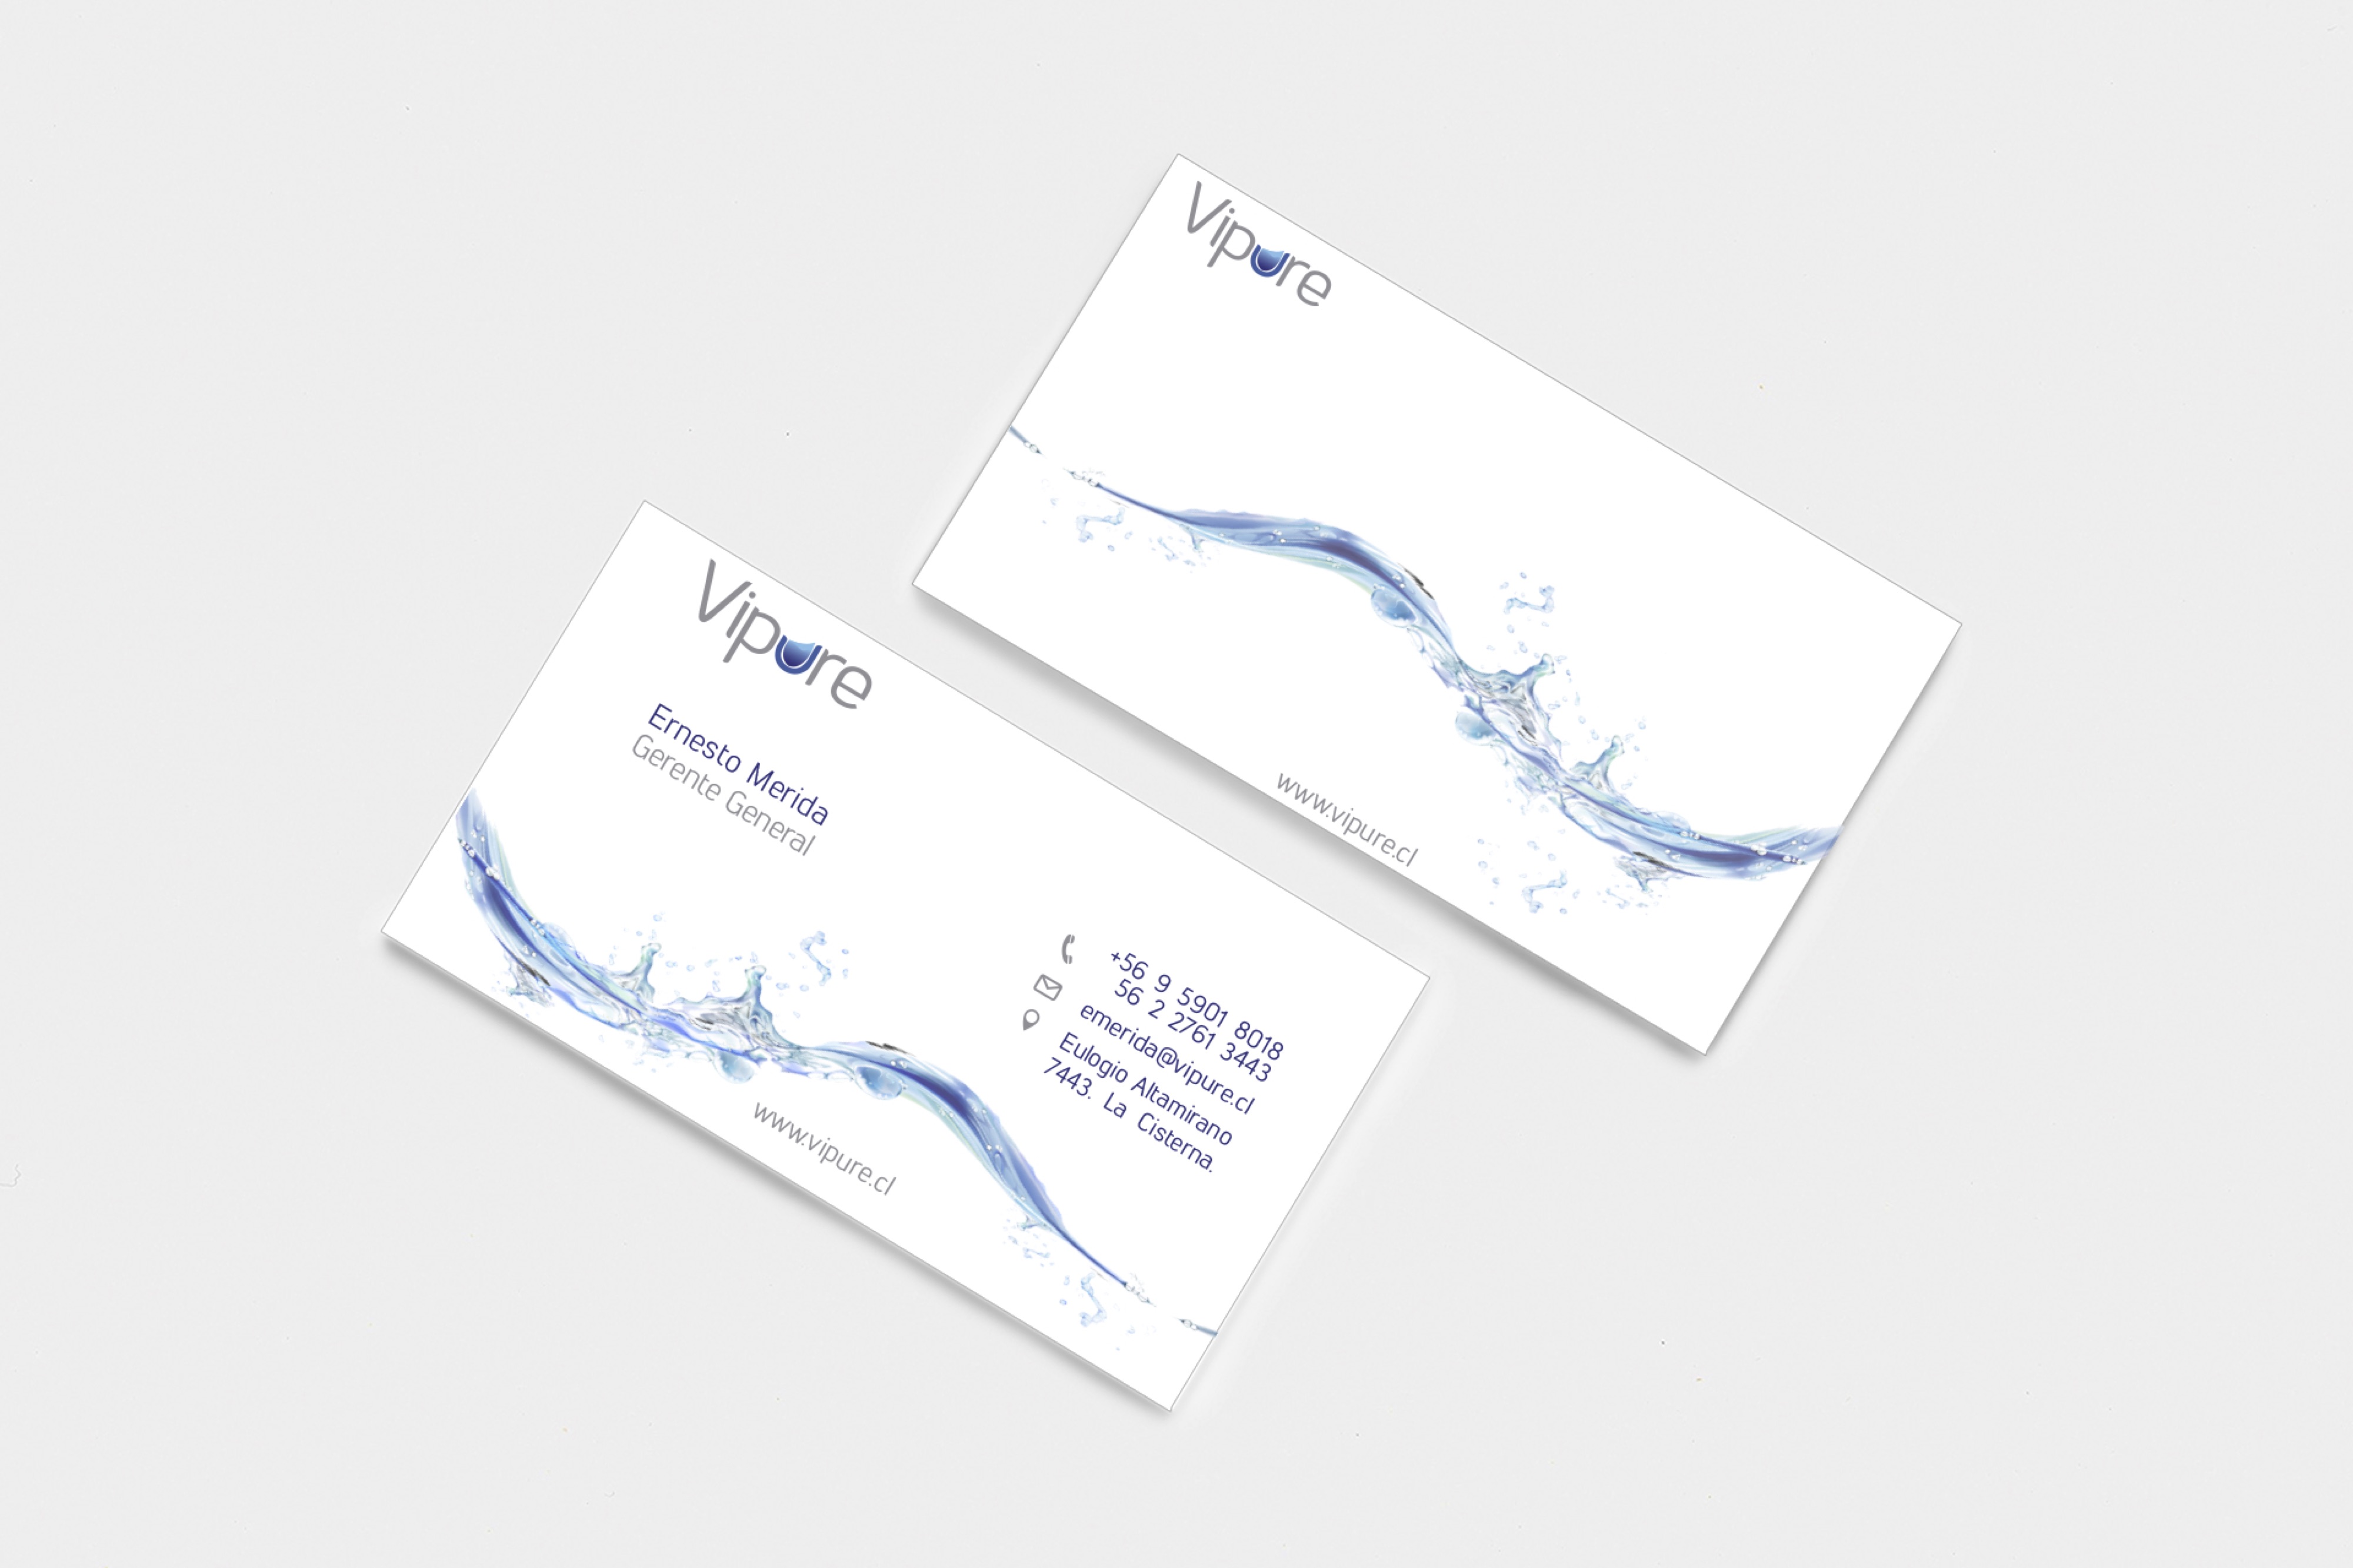 Vipure
www.vipure.cl
Vipure
Ernesto Merida
Gerente General
+56 9 5901 8018
56 2 2761 3443
emerida@vipure.cl
Eulogio Altamirano
7443. La Cisterna.
www.vipure.cl